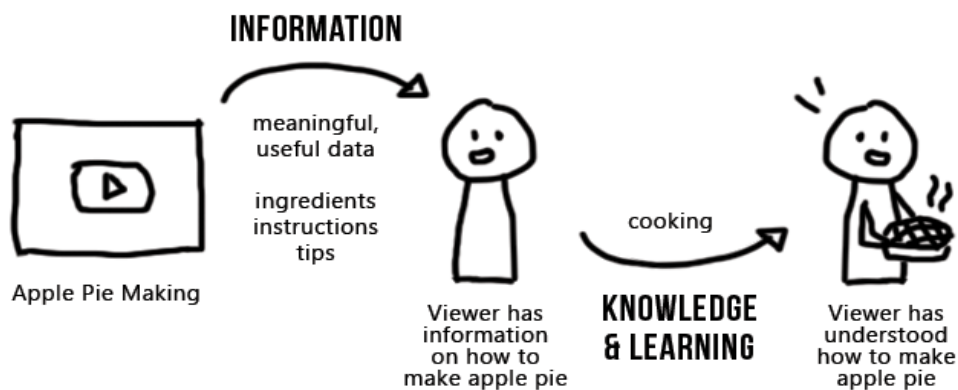 INFORMATION
meaningful,
useful data
ingredients
instructions
tips
Apple Pie Making
Viewer has
information
on how to
make apple pie
cooking
KNOWLEDGE
& LEARNING
Viewer has
understood
how to make
apple pie